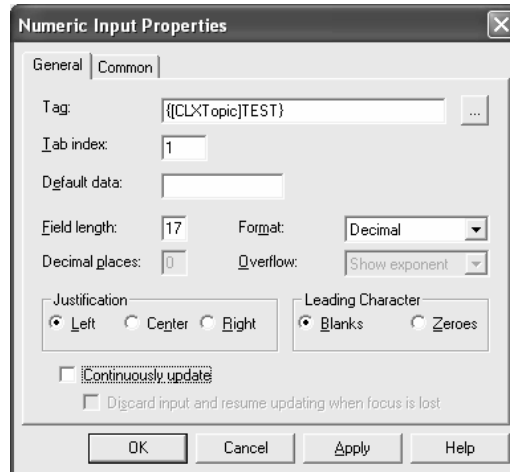 Numeric Input Properties
General Common
Tag: {[CLXTopic]TEST} ...
Tab index: 1
Default data:
Field length: 17 Format: Decimal
Decimal places: 0 Overflow: Show exponent
Justification Leading Character
Left Center Right Blanks Zeroes
Continuously update
Discard input and resume updating when focus is lost
OK Cancel Apply Help